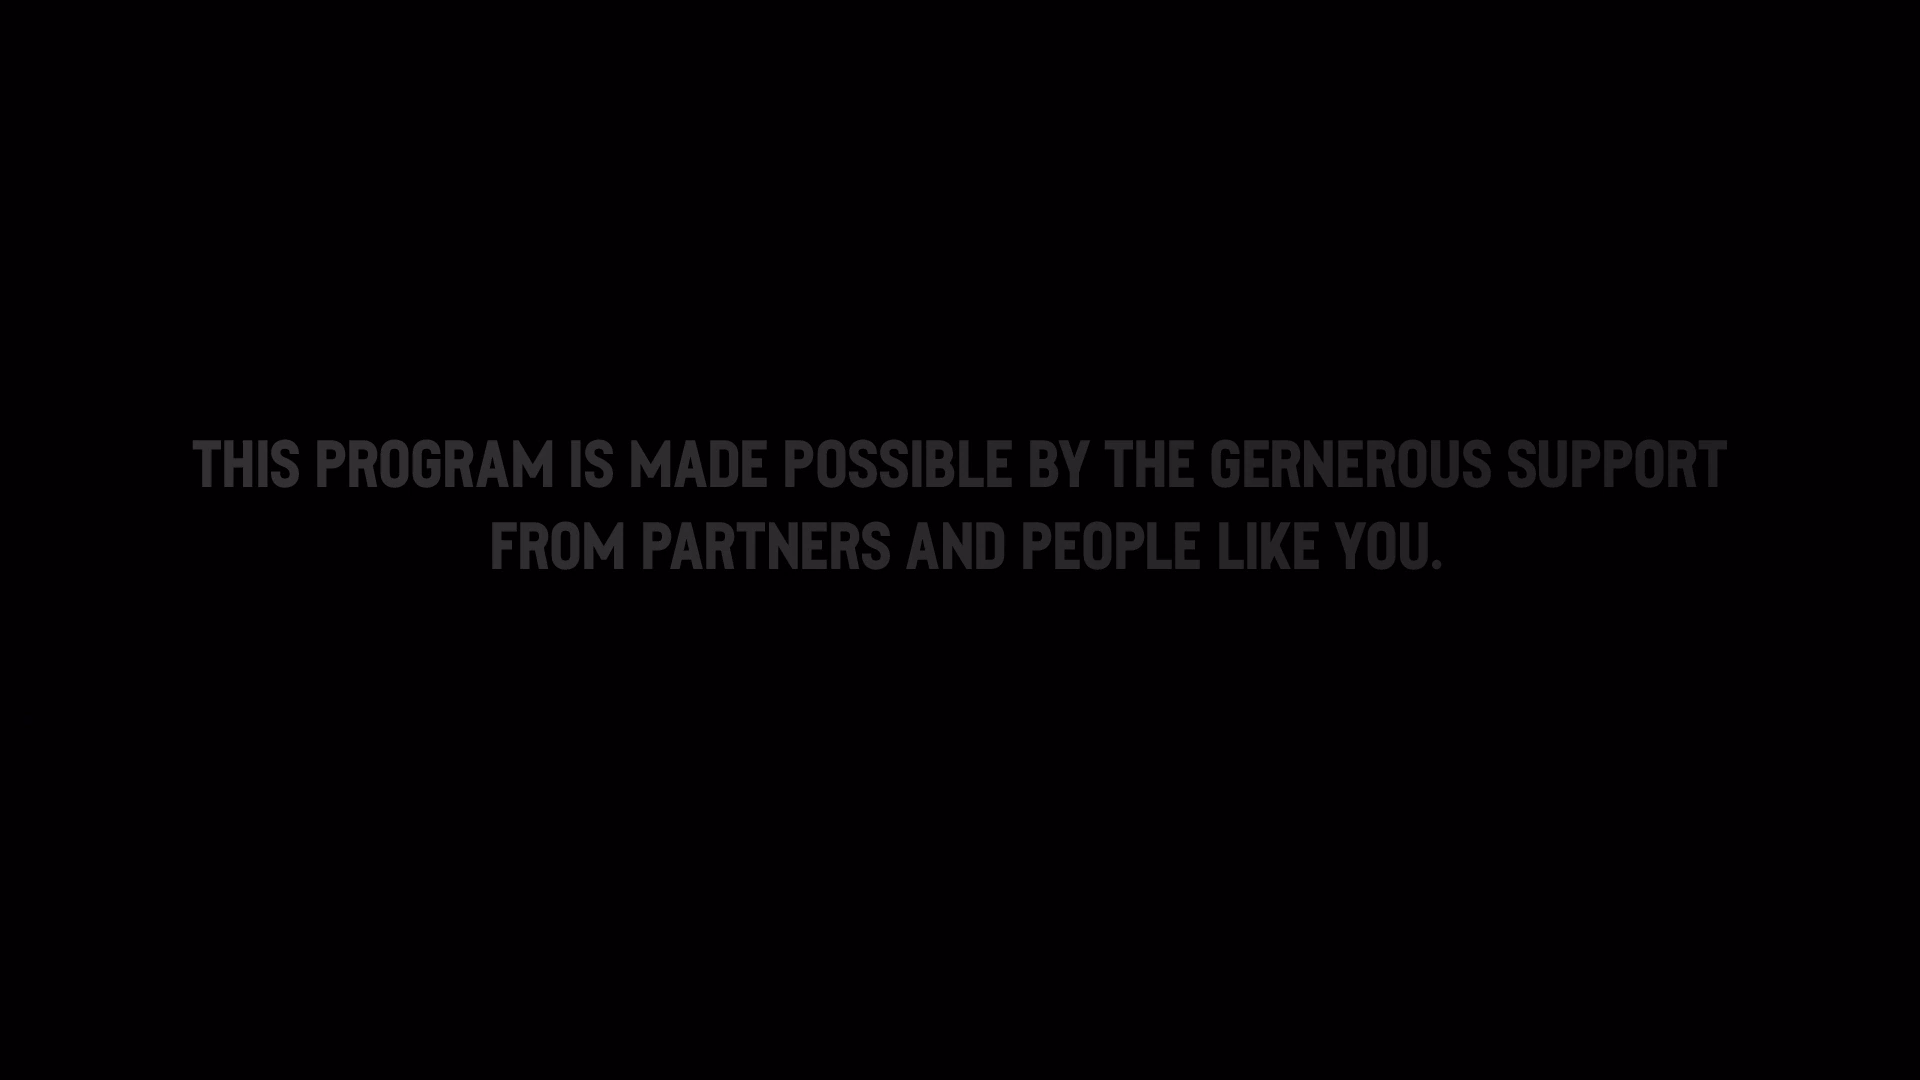 THIS PROGRAM IS MADE POSSIBLE BY THE GERNEROUS SUPPORT
FROM PARTNERS AND PEOPLE LIKE YOU.